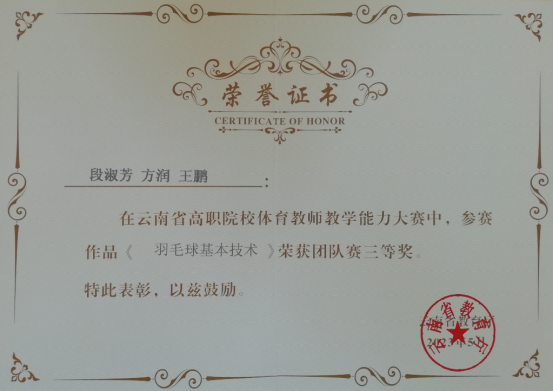 荣誉证书
CERTIFICATE OF HONOR
段淑芳 方润 王鹏：
在云南省高职院校体育教师教学能力大赛中，参赛
作品《 羽毛球基本技术 》荣获团队赛三等奖。
特此表彰，以兹鼓励。
云南省教育厅